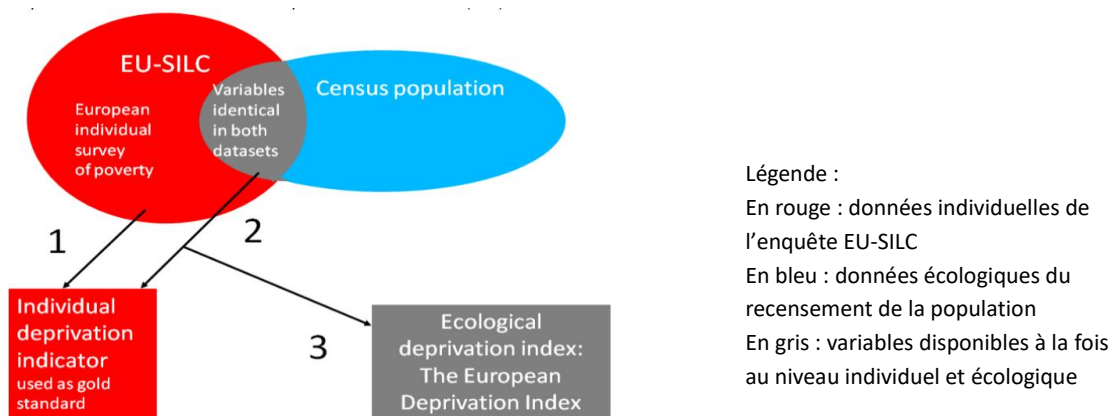 EU-SILC
European
individual
survey
of poverty
Variables
identical
in both
datasets
Census population
1
2
3
Individual
deprivation
indicator
used as gold
standard
Ecological
deprivation index:
The European
Deprivation Index
Légende :
En rouge : données individuelles de
l’enquête EU-SILC
En bleu : données écologiques du
recensement de la population
En gris : variables disponibles à la fois
au niveau individuel et écologique